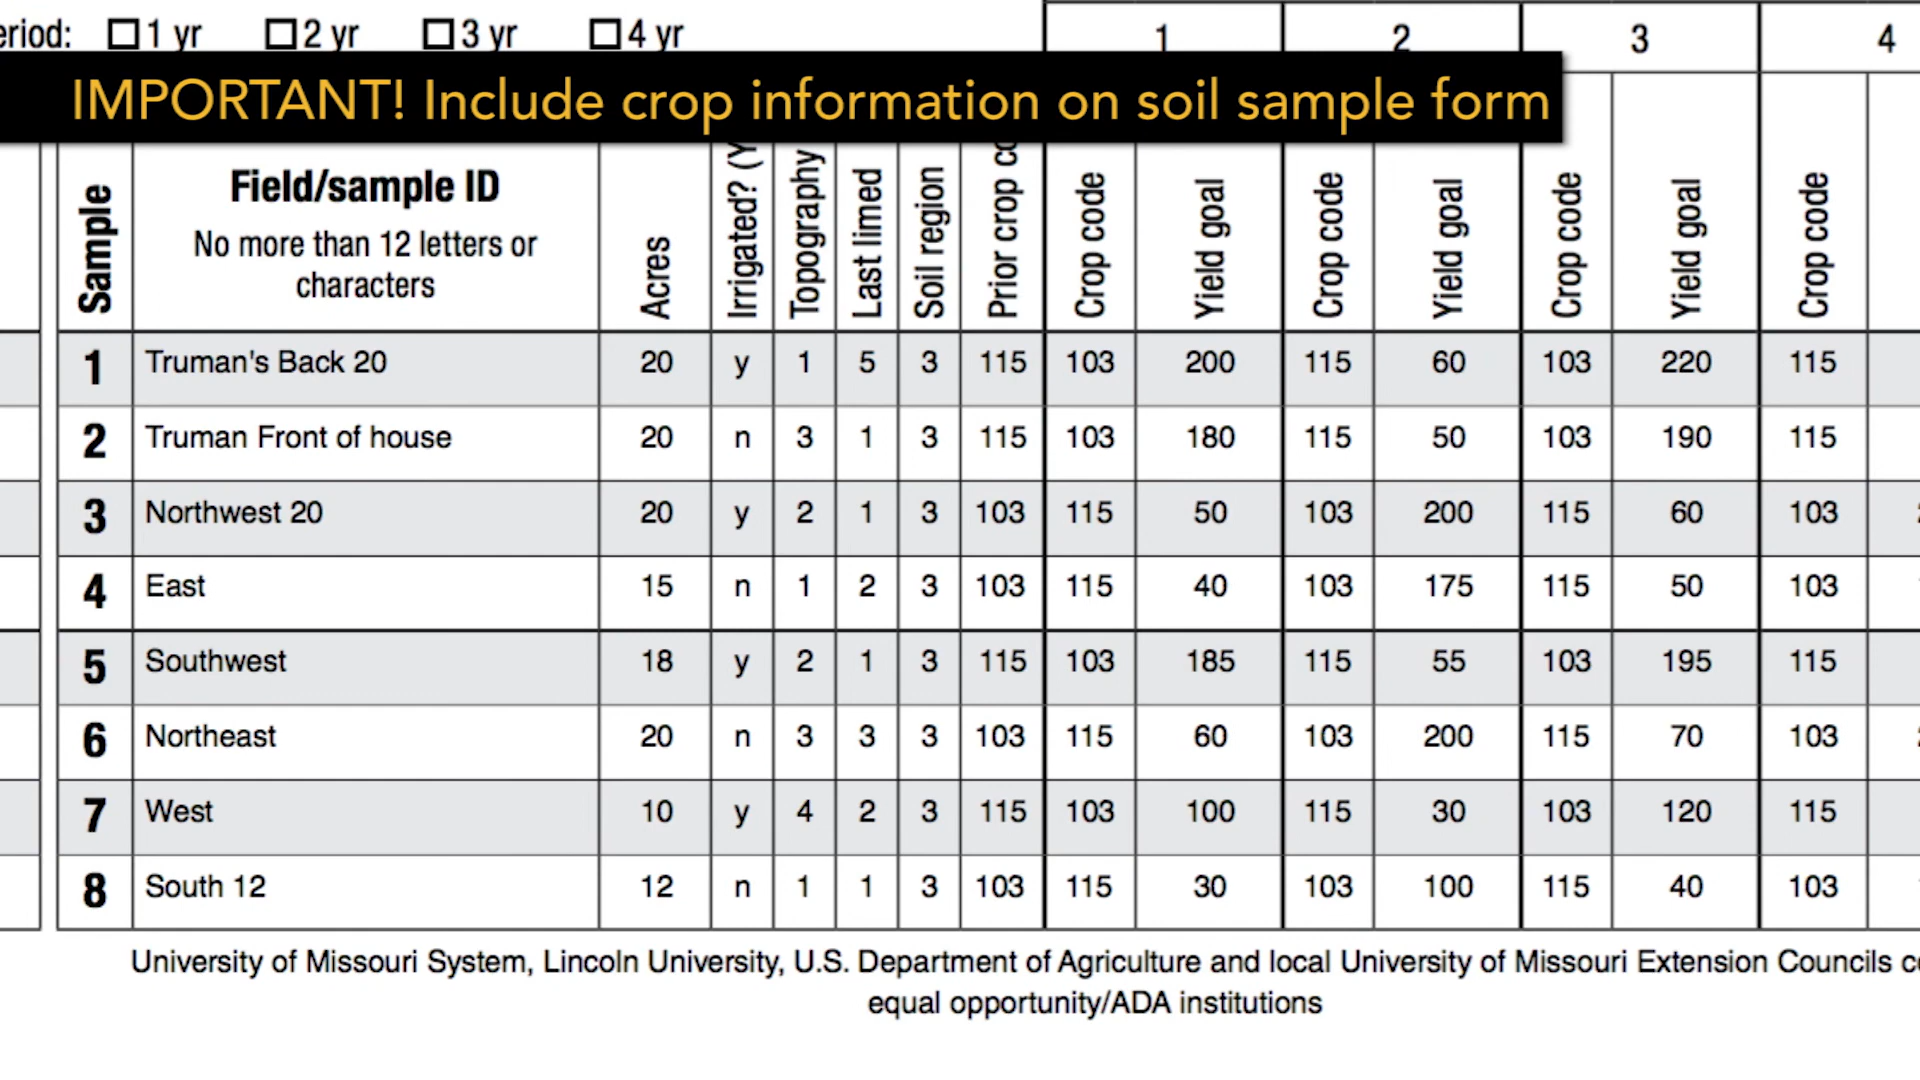 eriod: 1 yr 2 yr 3 yr 4 yr 1 2 3 4
IMPORTANT! Include crop information on soil sample form
Sample Field/sample ID Acres Irrigated? (Y Topography Last limed Soil region Prior crop co Crop code Yield goal Crop code Yield goal Crop code Yield goal Crop code
No more than 12 letters or
characters
1 Truman's Back 20 20 y 1 5 3 115 103 200 115 60 103 220 115
2 Truman Front of house 20 n 3 1 3 115 103 180 115 50 103 190 115
3 Northwest 20 20 y 2 1 3 103 115 50 103 200 115 60 103
4 East 15 n 1 2 3 103 115 40 103 175 115 50 103
5 Southwest 18 y 2 1 3 115 103 185 115 55 103 195 115
6 Northeast 20 n 3 3 3 103 115 60 103 200 115 70 103
7 West 10 y 4 2 3 115 103 100 115 30 103 120 115
8 South 12 12 n 1 1 3 103 115 30 103 100 115 40 103
University of Missouri System, Lincoln University, U.S. Department of Agriculture and local University of Missouri Extension Councils c
equal opportunity/ADA institutions